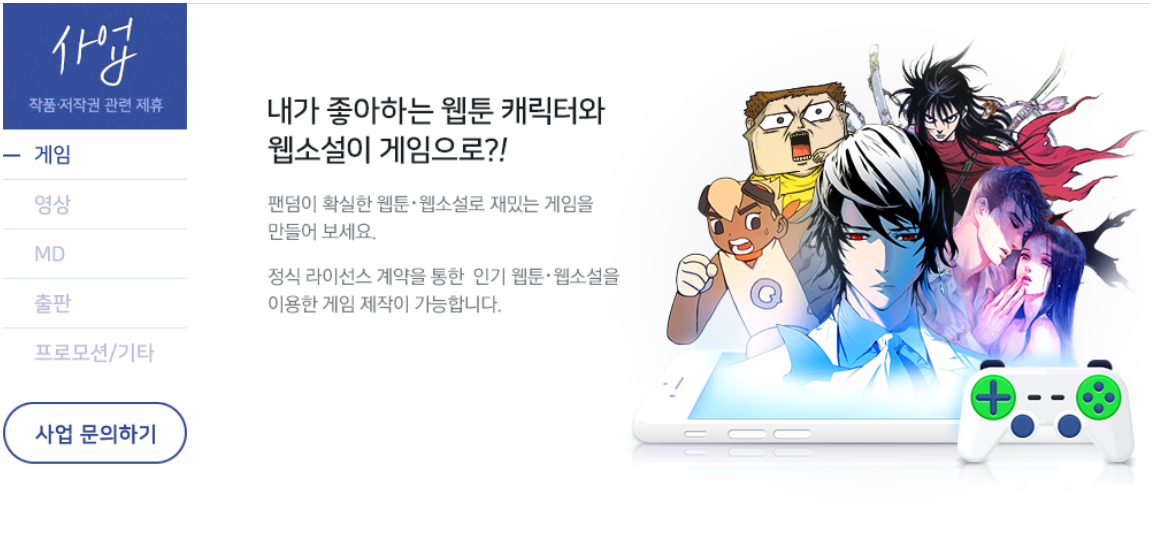 사업
작품·저작권 관련 제휴
게임
영상
MD
출판
프로모션/기타
사업 문의하기
내가 좋아하는 웹툰 캐릭터와
웹소설이 게임으로?!
팬덤이 확실한 웹툰·웹소설로 재밌는 게임을
만들어 보세요.
정식 라이선스 계약을 통한 인기 웹툰·웹소설을
이용한 게임 제작이 가능합니다.